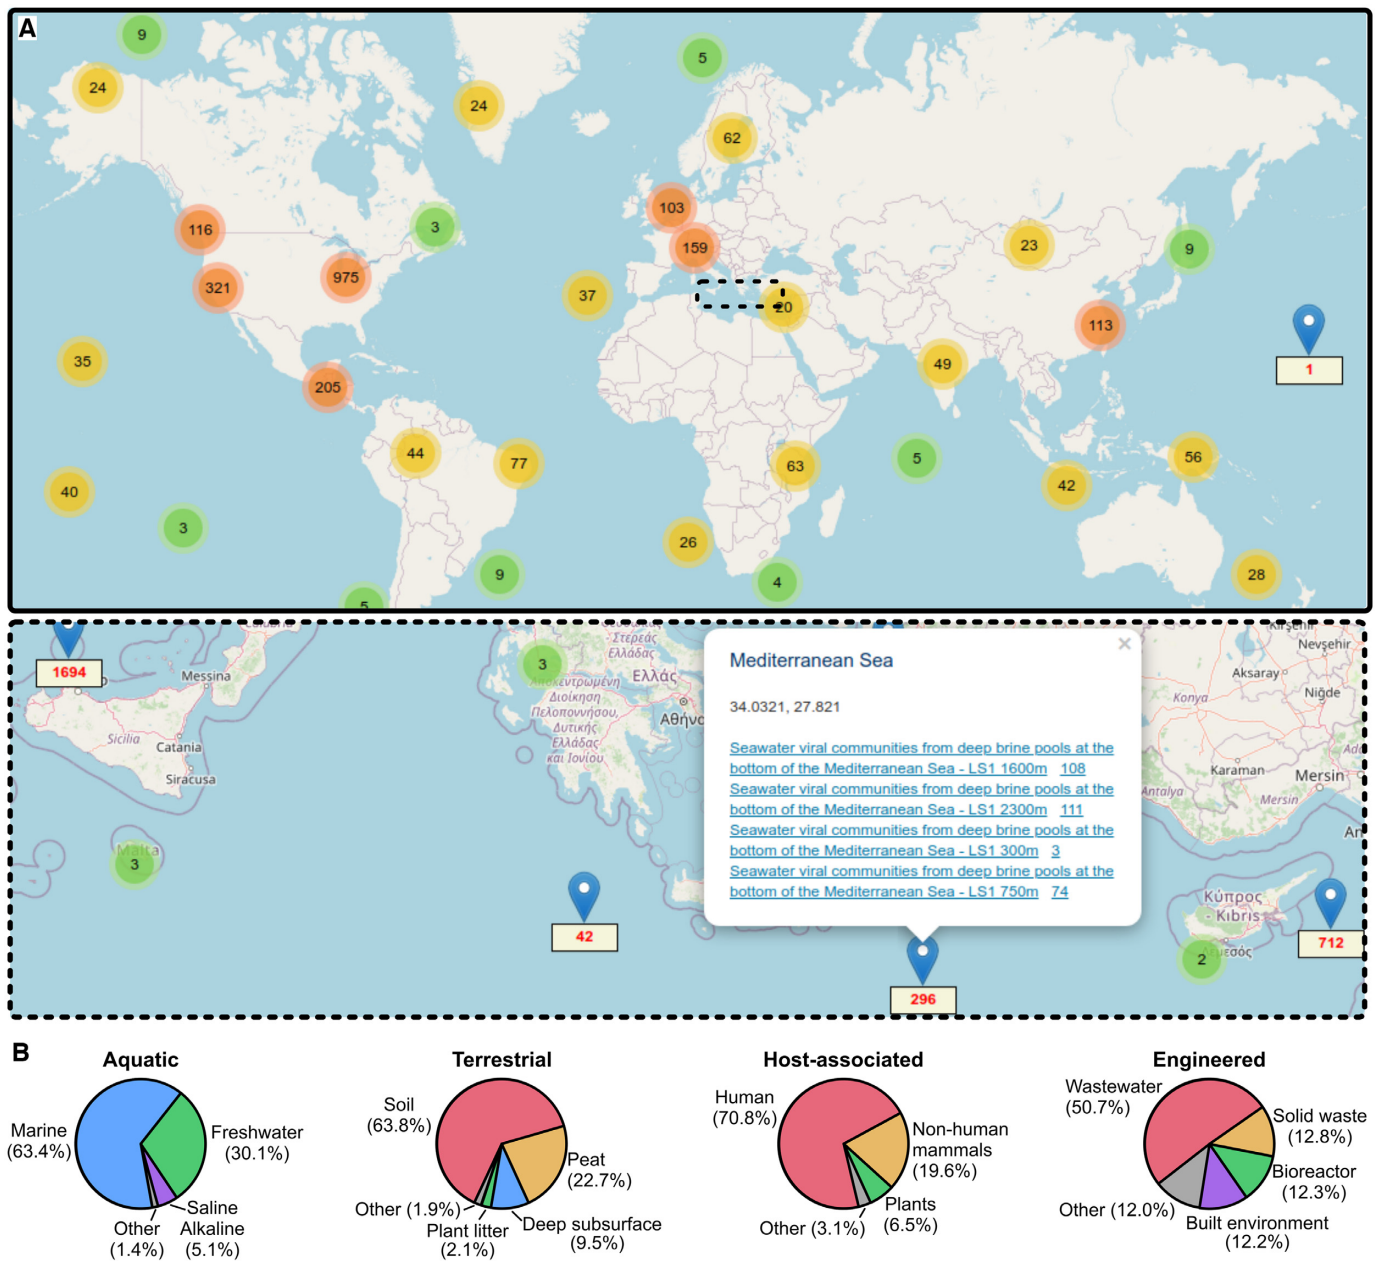 A
9
5
24
24
62
103
116
3
159
23
9
975
321
37
20
113
35
49
1
205
44
77
63
5
56
40
42
3
26
9
4
28
5
1694
Messina
Sicilia
Catania
Siracusa
Malta
3
3
Στερεάς
Ελλάδας
Ελλάς
Αποκεντρωμένη
Διοίκηση
Πελοποννήσου,
Δυτικής
Ελλάδας
και Ιονίου
Αθήνα
42
Mediterranean Sea
×
34.0321, 27.821
Seawater viral communities from deep brine pools at the
bottom of the Mediterranean Sea - LS1 1600m 108
Seawater viral communities from deep brine pools at the
bottom of the Mediterranean Sea - LS1 2300m 111
Seawater viral communities from deep brine pools at the
bottom of the Mediterranean Sea - LS1 300m 3
Seawater viral communities from deep brine pools at the
bottom of the Mediterranean Sea - LS1 750m 74
296
Kırşehir
Nevşehir
Aksaray
Niğde
Konya
Karaman
Mersin
Antalya
Mersin
Κύπρος
- Kıbrıs
712
2
B
Aquatic
Marine
(63.4%)
Freshwater
(30.1%)
Saline
Alkaline
(5.1%)
Other
(1.4%)
Terrestrial
Soil
(63.8%)
Peat
(22.7%)
Other (1.9%)
Plant litter
(2.1%)
Deep subsurface
(9.5%)
Host-associated
Human
(70.8%)
Non-human
mammals
(19.6%)
Plants
(6.5%)
Other (3.1%)
Engineered
Wastewater
(50.7%)
Solid waste
(12.8%)
Bioreactor
(12.3%)
Other (12.0%)
Built environment
(12.2%)